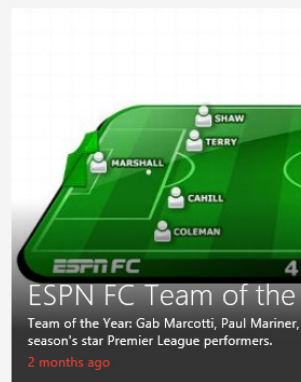 SHAW
TERRY
MARSHALL
CAHILL
COLEMAN
ESPN FC
4
ESPN FC Team of the
Team of the Year: Gab Marcotti, Paul Mariner,
season's star Premier League performers.
2 months ago